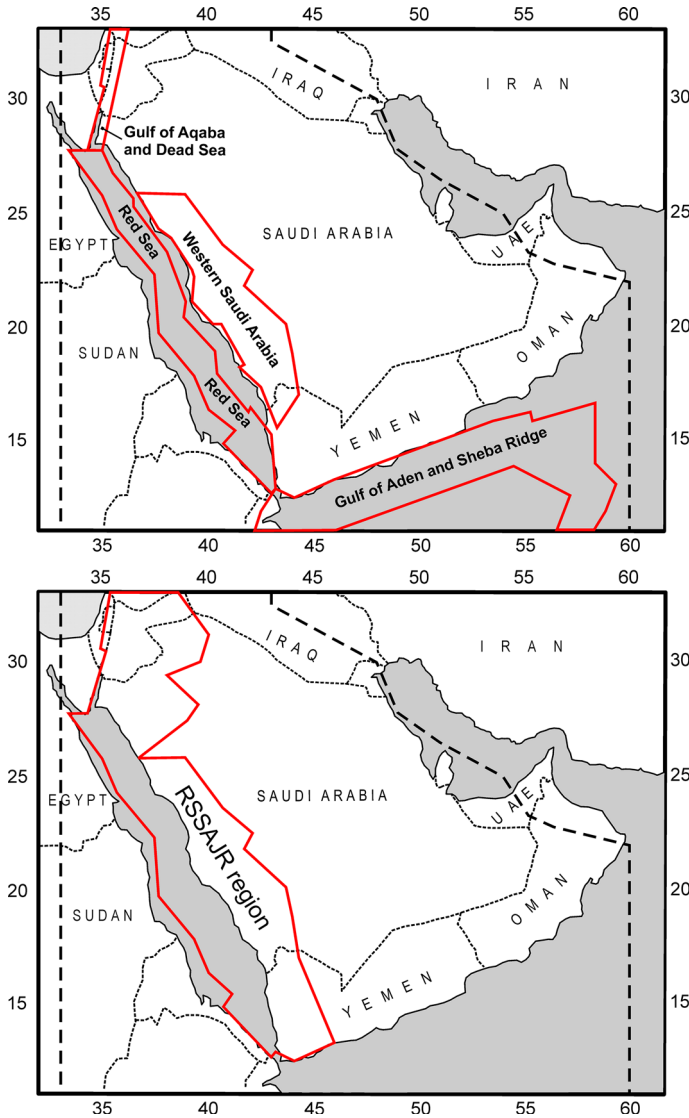 35 40 45 50 55 60
30 30
IRAQ
IRAN
Gulf of Aqaba
and Dead Sea
25 25
EGYPT
Red Sea
SAUDI ARABIA
UAE
Western Saudi Arabia
20 20
SUDAN
OMAN
Red Sea
15 15
YEMEN
Gulf of Aden and Sheba Ridge
35 40 45 50 55 60
35 40 45 50 55 60
30 30
IRAQ
IRAN
25 25
EGYPT
SAUDI ARABIA
UAE
RSSAJR region
20 20
SUDAN
OMAN
15 15
YEMEN
35 40 45 50 55 60